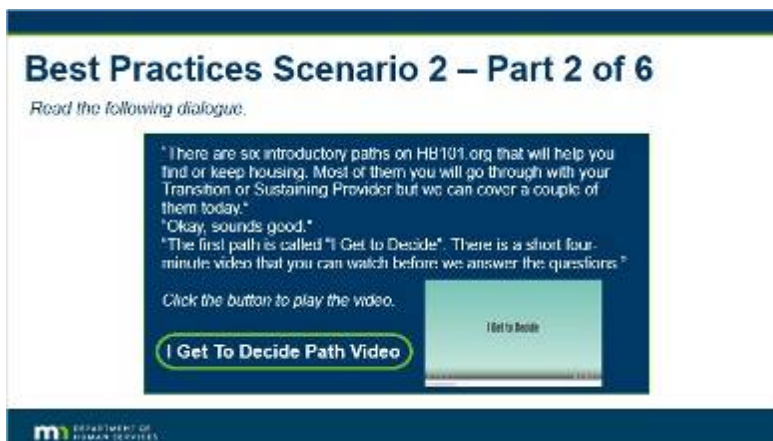 Best Practices Scenario 2 – Part 2 of 6
Read the following dialogue.
"There are six introductory paths on HB101.org that will help you
find or keep housing. Most of them you will go through with your
Transition or Sustaining Provider but we can cover a couple of
them today."
"Okay, sounds good."
"The first path is called "I Get to Decide". There is a short four-
minute video that you can watch before we answer the questions."
Click the button to play the video.
I Get to Decide
I Get To Decide Path Video
mn DEPARTMENT OF
HUMAN SERVICES